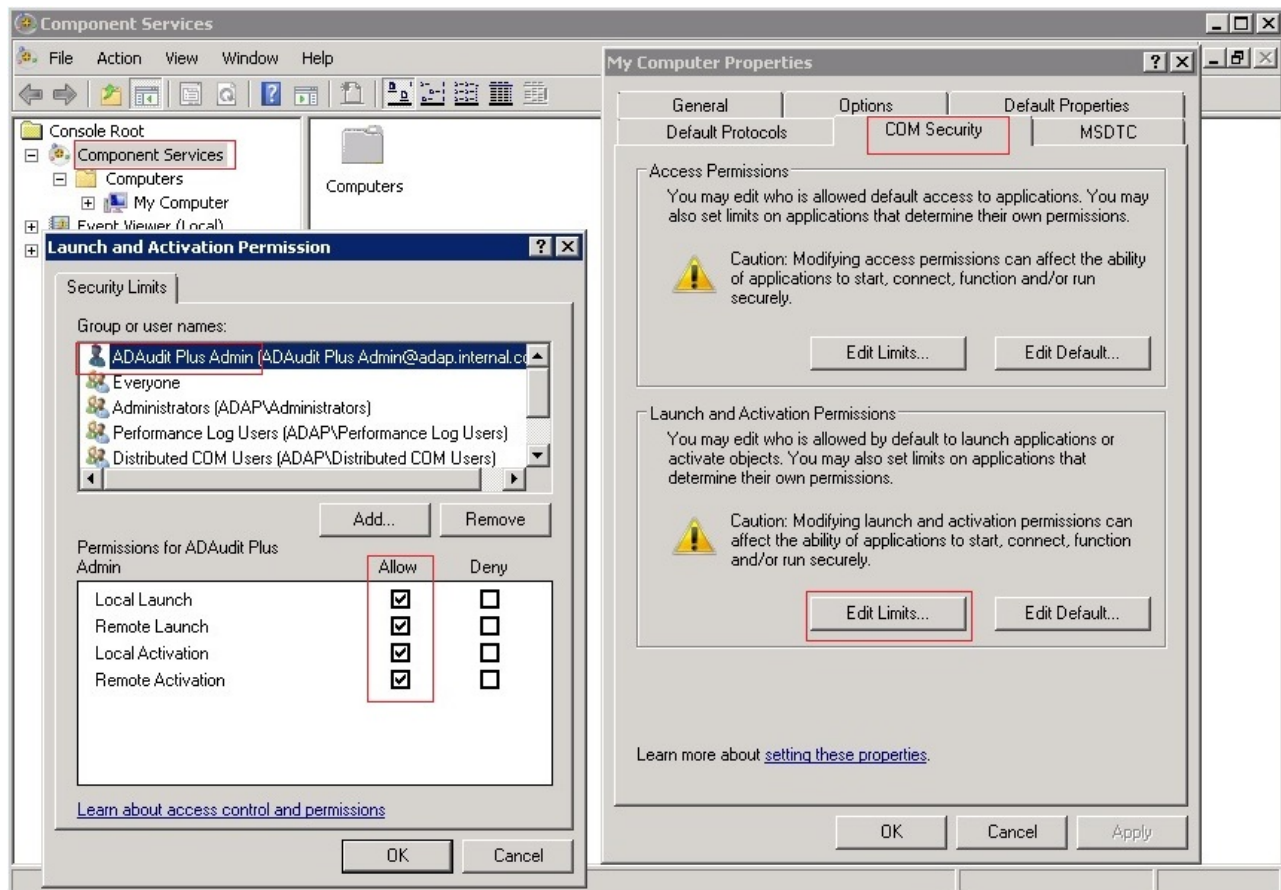 Component Services
File Action View Window Help
Console Root
Component Services
Computers
My Computer
Event Viewer (Local)
Computers
Launch and Activation Permission
Security Limits
Group or user names:
ADAudit Plus Admin (ADAudit Plus Admin@adap.internal.co
Everyone
Administrators (ADAP\Administrators)
Performance Log Users (ADAP\Performance Log Users)
Distributed COM Users (ADAP\Distributed COM Users)
Add... Remove
Permissions for ADAudit Plus
Admin Allow Deny
Local Launch
Remote Launch
Local Activation
Remote Activation
Learn about access control and permissions
OK Cancel
My Computer Properties
General Options Default Properties
Default Protocols COM Security MSDTC
Access Permissions
You may edit who is allowed default access to applications. You may
also set limits on applications that determine their own permissions.
Caution: Modifying access permissions can affect the ability
of applications to start, connect, function and/or run
securely.
Edit Limits... Edit Default...
Launch and Activation Permissions
You may edit who is allowed by default to launch applications or
activate objects. You may also set limits on applications that
determine their own permissions.
Caution: Modifying launch and activation permissions can
affect the ability of applications to start, connect, function
and/or run securely.
Edit Limits... Edit Default...
Learn more about setting these properties.
OK Cancel Apply